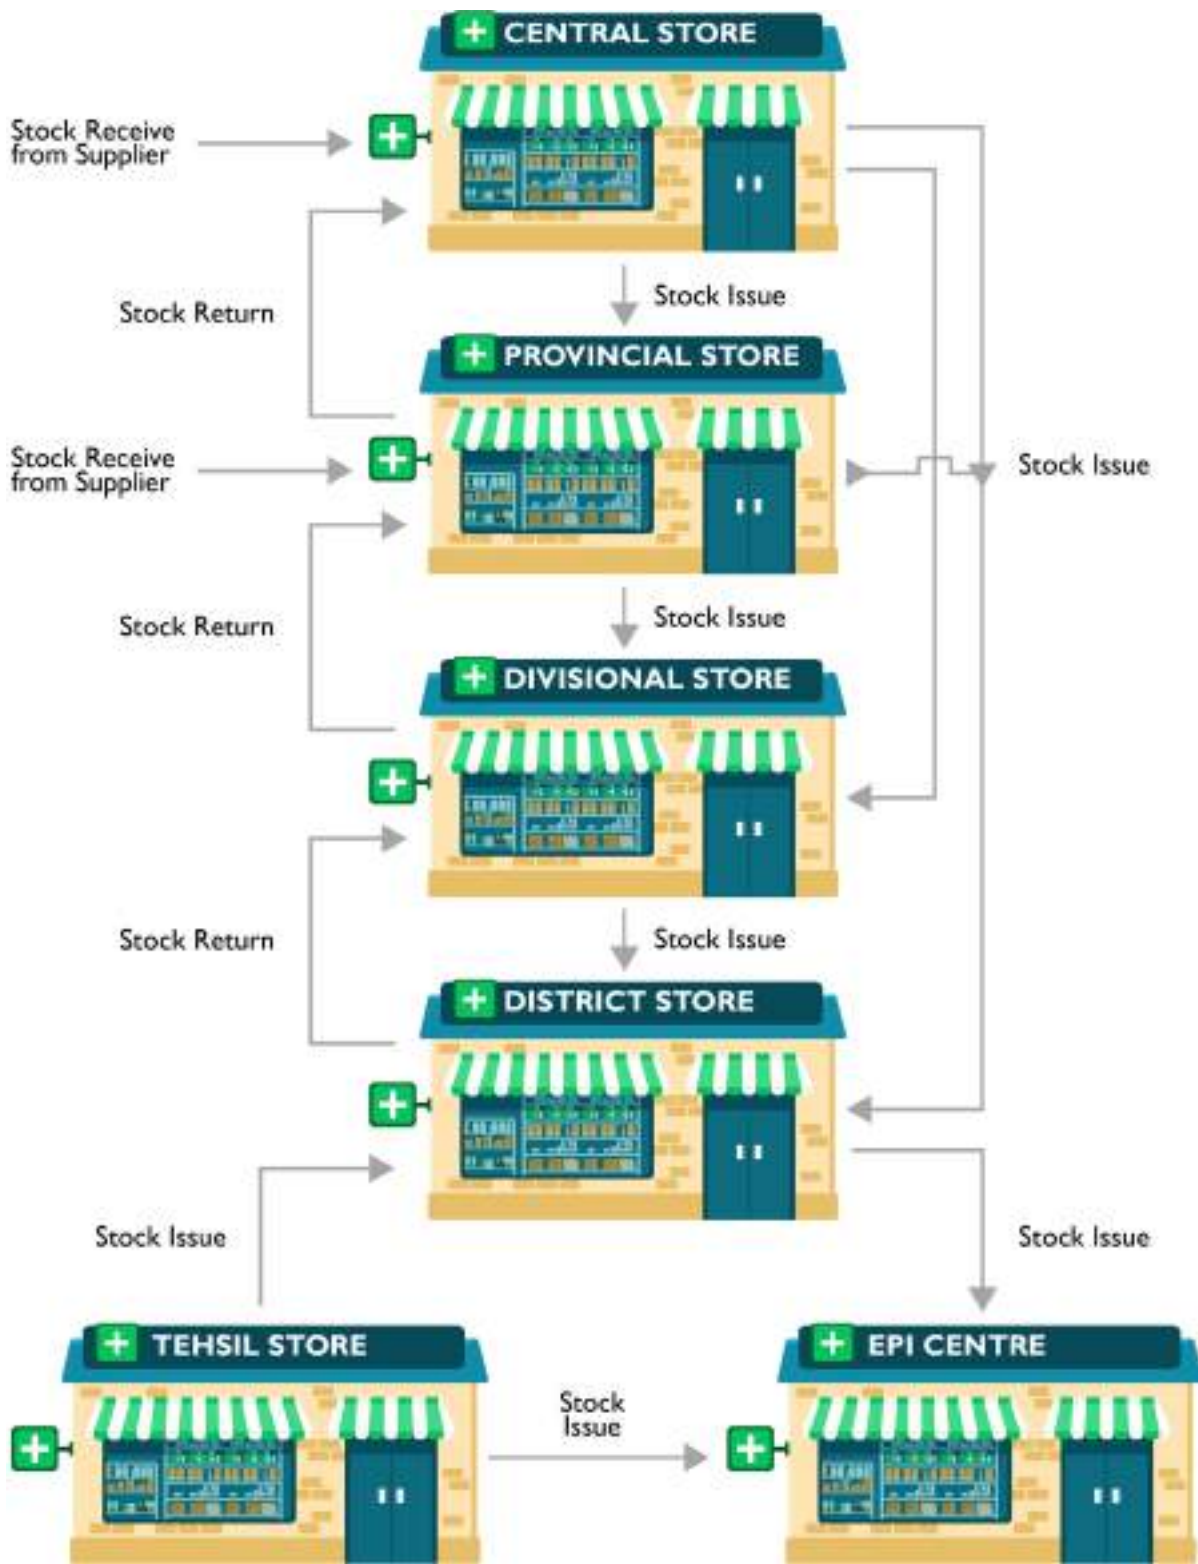 CENTRAL STORE
Stock Receive
from Supplier
Stock Return
Stock Issue
PROVINCIAL STORE
Stock Receive
from Supplier
Stock Issue
Stock Return
Stock Issue
DIVISIONAL STORE
Stock Return
Stock Issue
DISTRICT STORE
Stock Issue
Stock Issue
TEHSIL STORE
EPI CENTRE
Stock
Issue